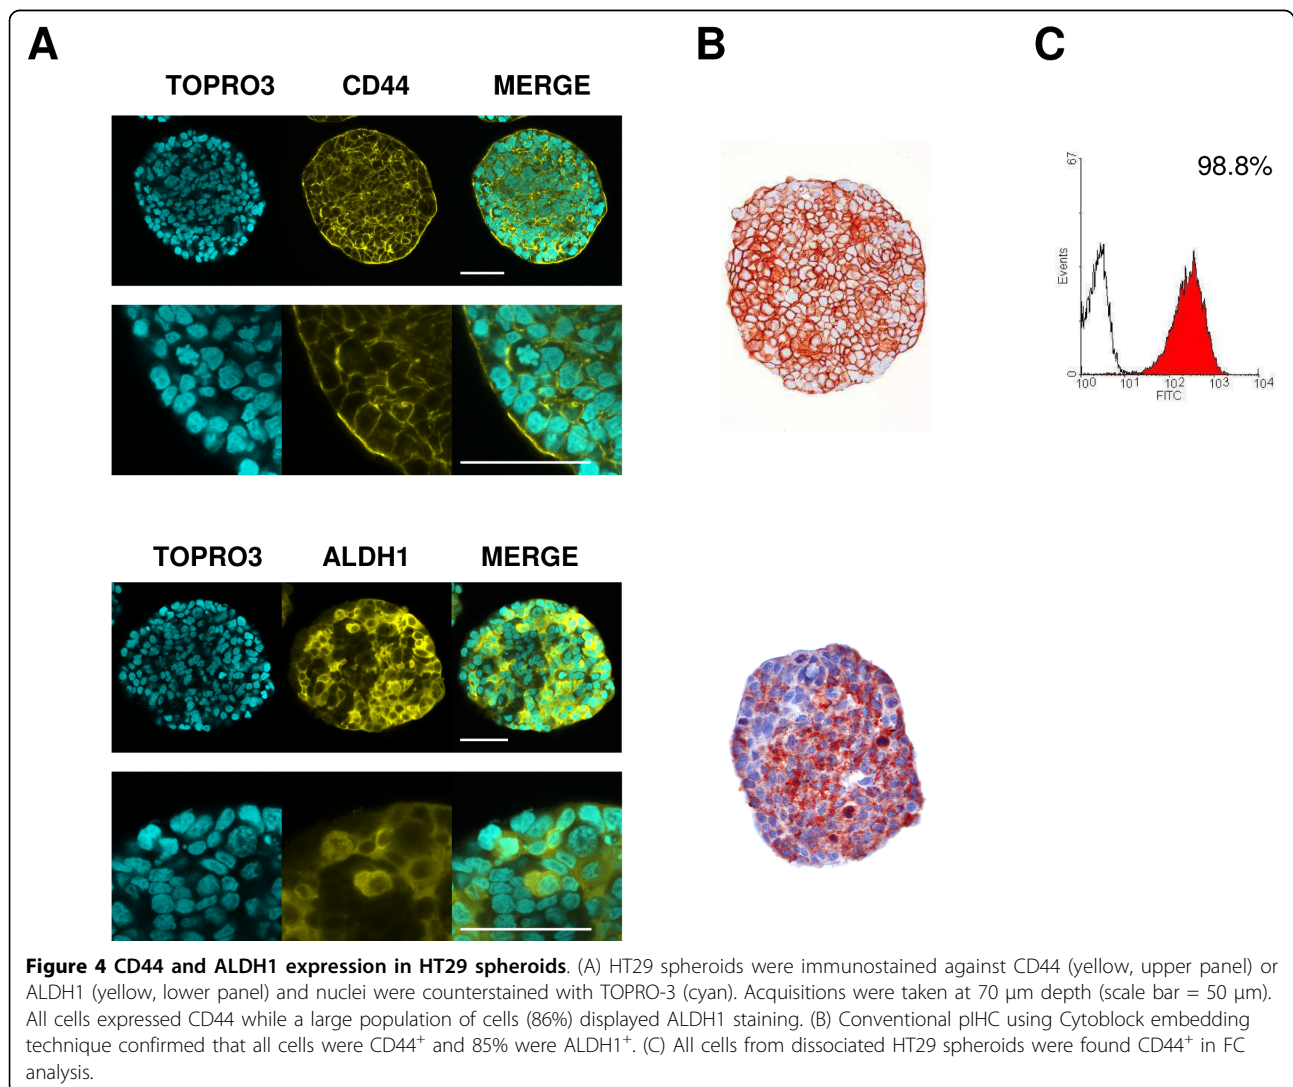 A
B
C
TOPRO3 CD44 MERGE
98.8%
67
Events
0
10⁰ 10¹ 10² 10³ 10⁴
FITC
TOPRO3 ALDH1 MERGE
Figure 4 CD44 and ALDH1 expression in HT29 spheroids. (A) HT29 spheroids were immunostained against CD44 (yellow, upper panel) or
ALDH1 (yellow, lower panel) and nuclei were counterstained with TOPRO-3 (cyan). Acquisitions were taken at 70 μm depth (scale bar = 50 μm).
All cells expressed CD44 while a large population of cells (86%) displayed ALDH1 staining. (B) Conventional pIHC using Cytoblock embedding
technique confirmed that all cells were CD44⁺ and 85% were ALDH1⁺. (C) All cells from dissociated HT29 spheroids were found CD44⁺ in FC
analysis.